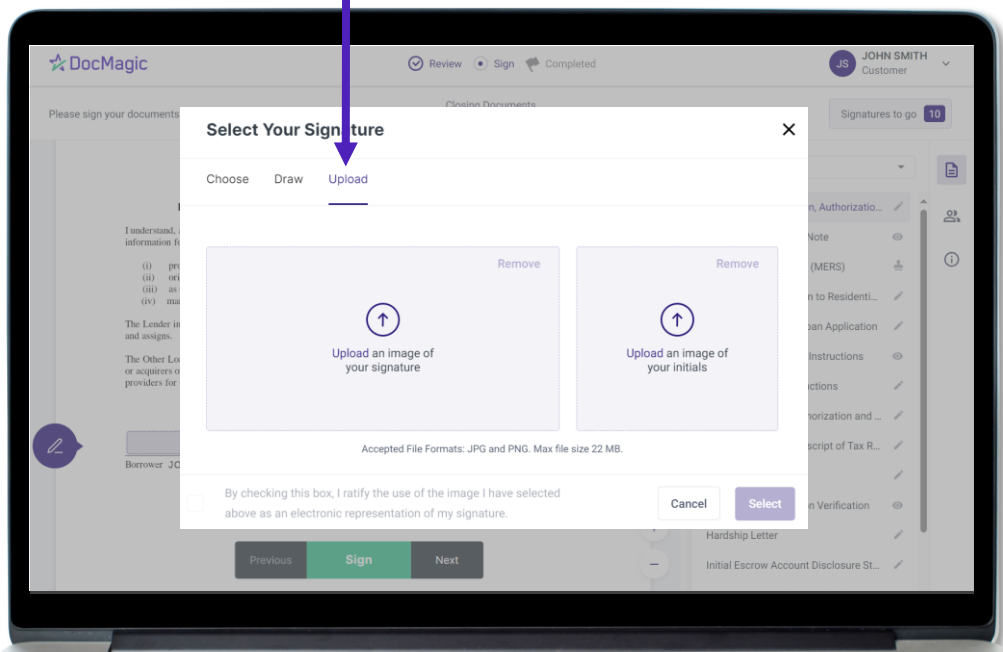 DocMagic
Review Sign Completed
JS JOHN SMITH
Customer
Please sign your documents
Closing Documents
Signatures to go 10
Select Your Signature
Choose Draw Upload
Remove
Upload an image of
your signature
Remove
Upload an image of
your initials
Accepted File Formats: JPG and PNG. Max file size 22 MB.
By checking this box, I ratify the use of the image I have selected
above as an electronic representation of my signature.
Cancel Select
I understand,
information
(i)
(ii)
(iii) as
(iv)
The Lender
and assigns.
The Other
or acquirers
providers for
Borrower
Previous Sign Next
Authorizatio...
Note
(MERS)
to Residenti...
Application
Instructions
and ...
of Tax R...
Verification
Hardship Letter
Initial Escrow Account Disclosure St...